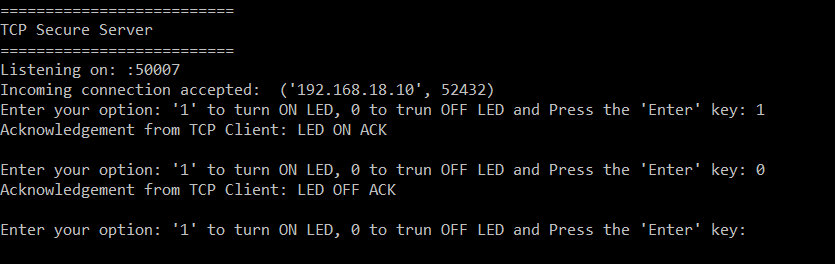 ==========================
TCP Secure Server
==========================
Listening on: :50007
Incoming connection accepted:  ('192.168.18.10', 52432)
Enter your option: '1' to turn ON LED, 0 to trun OFF LED and Press the 'Enter' key: 1
Acknowledgement from TCP Client: LED ON ACK
Enter your option: '1' to turn ON LED, 0 to trun OFF LED and Press the 'Enter' key: 0
Acknowledgement from TCP Client: LED OFF ACK
Enter your option: '1' to turn ON LED, 0 to trun OFF LED and Press the 'Enter' key: